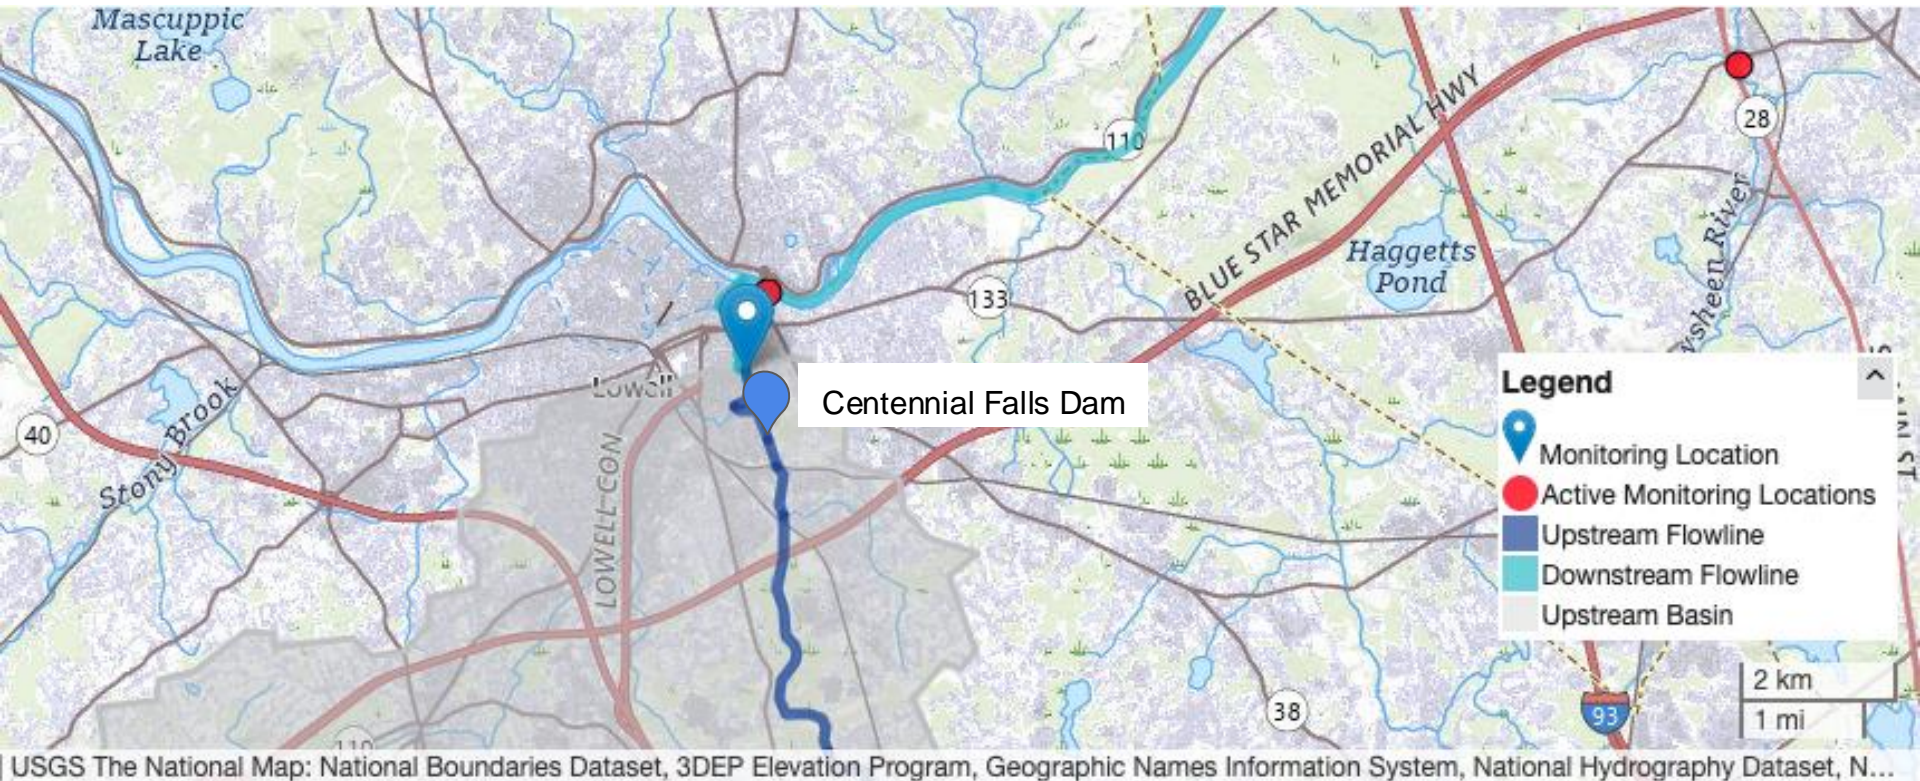 Mascuppic
Lake
110
BLUE STAR MEMORIAL HWY
28
Haggetts
Pond
133
Lowell
Centennial Falls Dam
40
Stony Brook
LOWELL-CON
38
93
110
Legend
Monitoring Location
Active Monitoring Locations
Upstream Flowline
Downstream Flowline
Upstream Basin
River
2 km
1 mi
USGS The National Map: National Boundaries Dataset, 3DEP Elevation Program, Geographic Names Information System, National Hydrography Dataset, N...